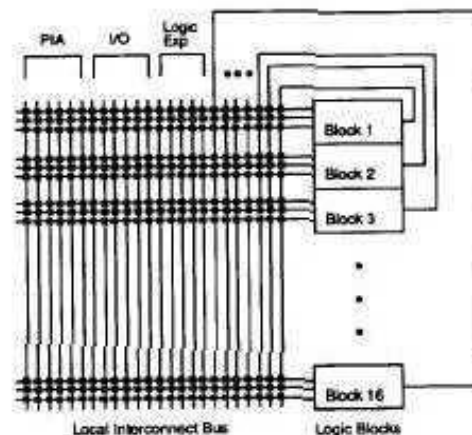 PIA
I/O
Logic
Exp
Block 1
Block 2
Block 3
Block 16
Local Interconnect Bus
Logic Blocks